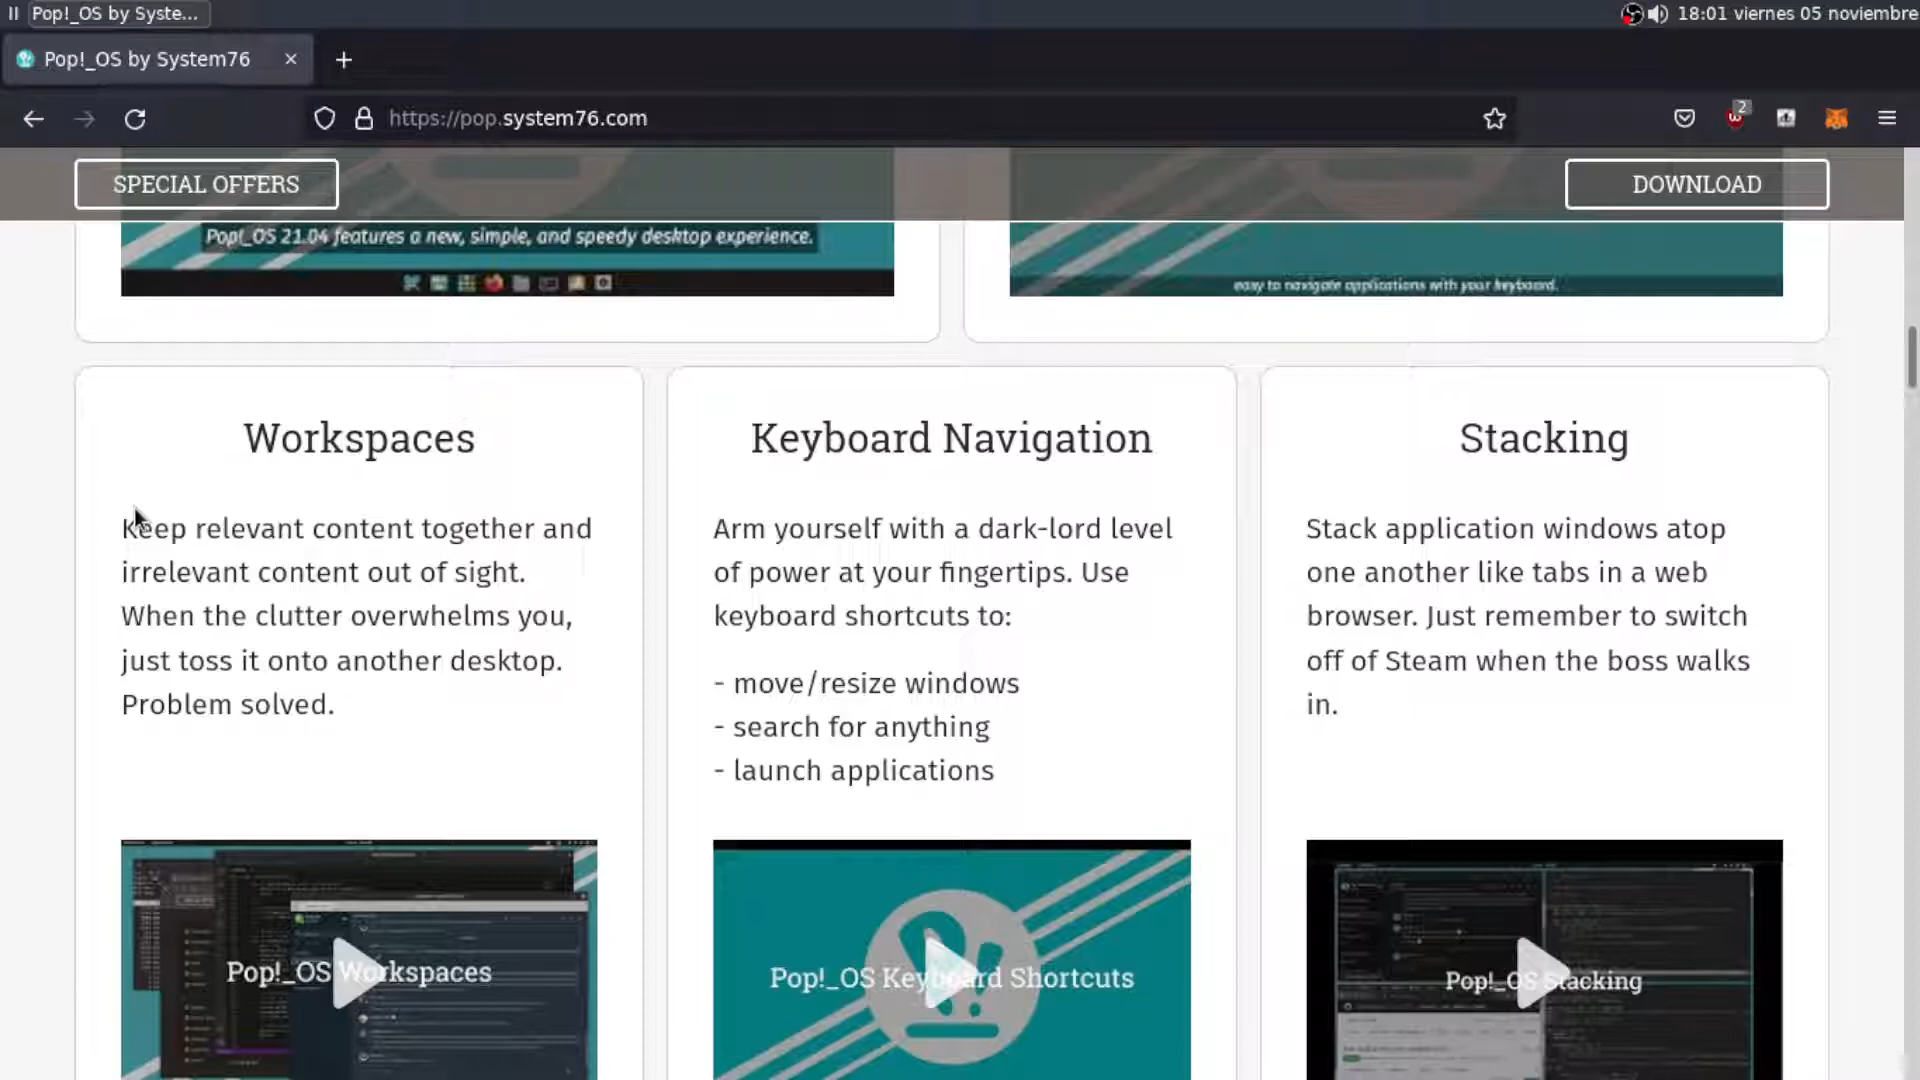 Pop!_OS by Syste...
18:01 viernes 05 noviembre
Pop!_OS by System76
https://pop.system76.com
2
SPECIAL OFFERS
DOWNLOAD
Pop!_OS 21.04 features a new, simple, and speedy desktop experience.
easy to navigate applications with your keyboard.
Workspaces
Keep relevant content together and
irrelevant content out of sight.
When the clutter overwhelms you,
just toss it onto another desktop.
Problem solved.
Pop!_OS Workspaces
Keyboard Navigation
Arm yourself with a dark-lord level
of power at your fingertips. Use
keyboard shortcuts to:
- move/resize windows
- search for anything
- launch applications
Pop!_OS Keyboard Shortcuts
Stacking
Stack application windows atop
one another like tabs in a web
browser. Just remember to switch
off of Steam when the boss walks
in.
Pop!_OS Stacking